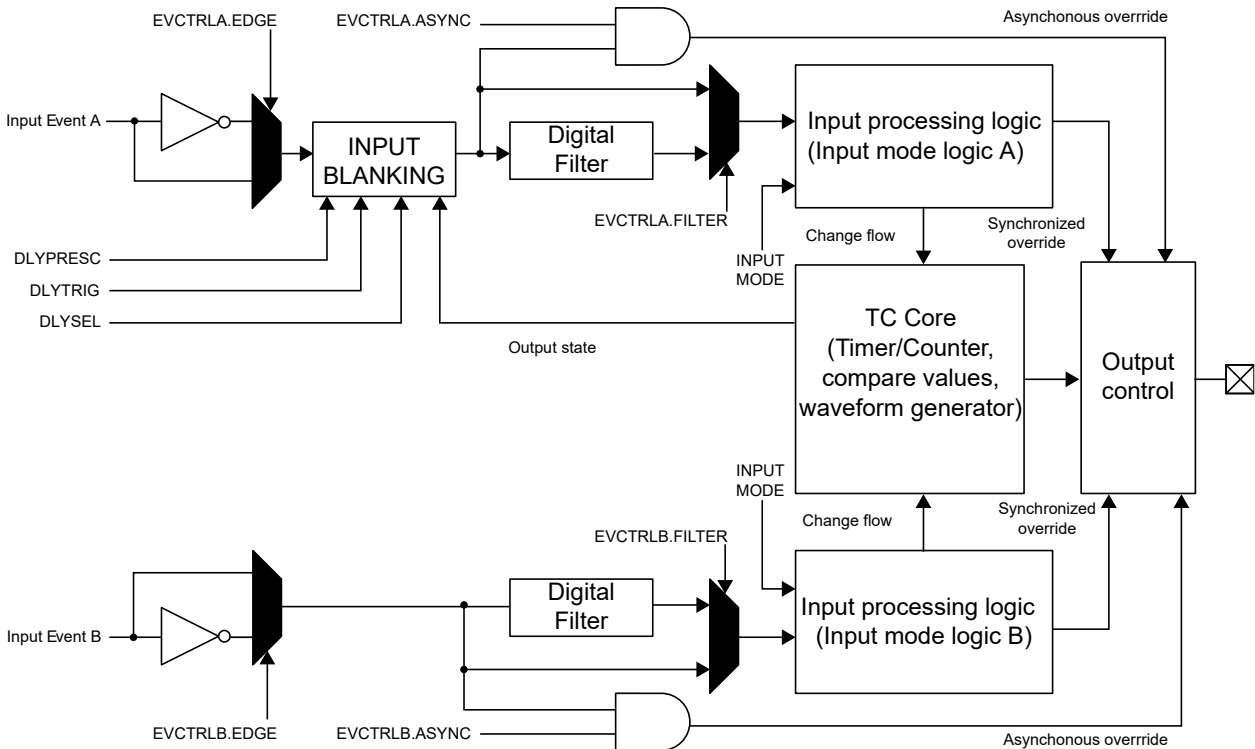 EVCTRLA.EDGE
EVCTRLA.ASYNC
Asynchonous overrride
Input Event A
INPUT
BLANKING
Digital
Filter
Input processing logic
(Input mode logic A)
EVCTRLA.FILTER
Change flow
Synchronized
override
INPUT
MODE
DLYPRESC
DLYTRIG
DLYSEL
Output state
TC Core
(Timer/Counter,
compare values,
waveform generator)
Output
control
INPUT
MODE
Change flow
Synchronized
override
EVCTRLB.FILTER
Digital
Filter
Input processing logic
(Input mode logic B)
Input Event B
EVCTRLB.EDGE
EVCTRLB.ASYNC
Asynchonous overrride